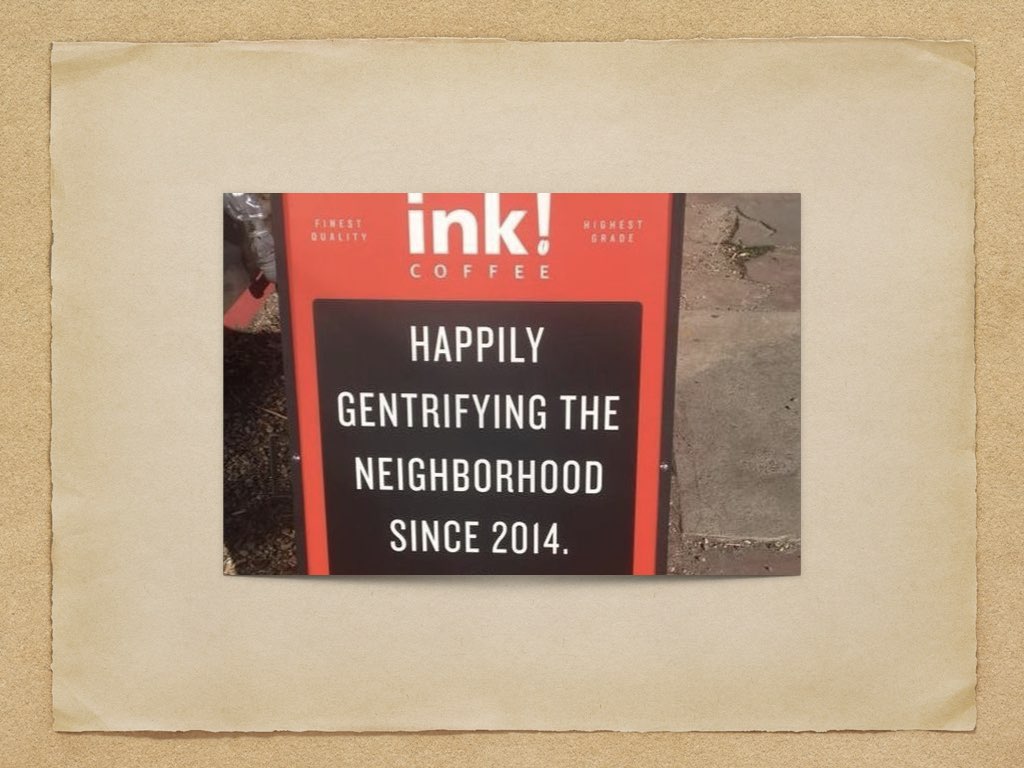 FINEST
QUALITY
ink!
COFFEE
HIGHEST
GRADE
HAPPILY
GENTRIFYING THE
NEIGHBORHOOD
SINCE 2014.